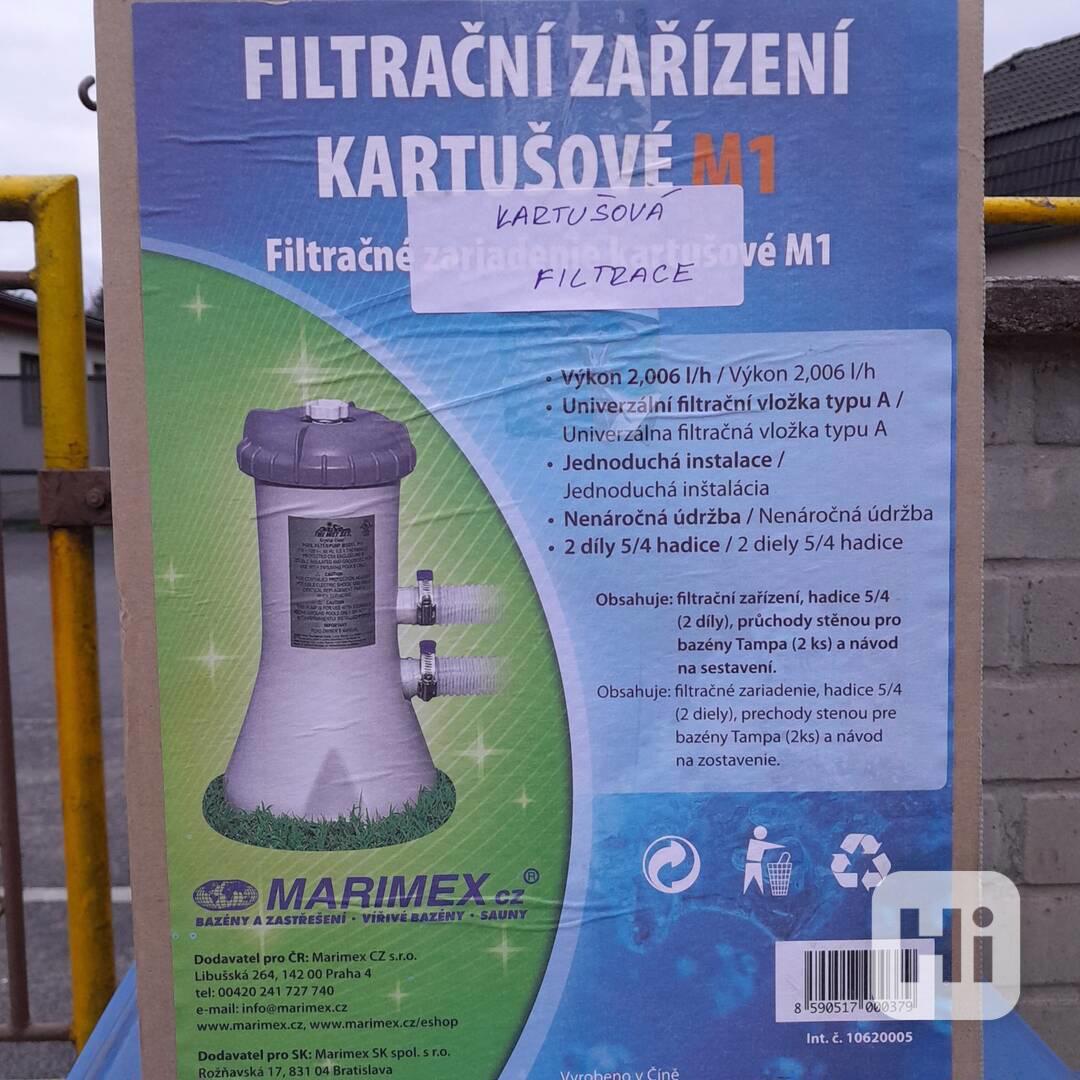 FILTRAČNÍ ZAŘÍZENÍ
KARTUŠOVÉ M1
KARTUŠOVÁ
FILTRACE
Filtračné zariadenie kartušové M1
• Výkon 2,006 l/h / Výkon 2,006 l/h
• Univerzální filtrační vložka typu A /
Univerzálna filtračná vložka typu A
• Jednoduchá instalace /
Jednoduchá inštalácia
• Nenáročná údržba / Nenáročná údržba
• 2 díly 5/4 hadice / 2 diely 5/4 hadice
Obsahuje: filtrační zařízení, hadice 5/4
(2 díly), průchody stěnou pro
bazény Tampa (2 ks) a návod
na sestavení.
Obsahuje: filtračné zariadenie, hadice 5/4
(2 diely), prechody stenou pre
bazény Tampa (2ks) a návod
na zostavenie.
MARIMEX.cz ®
BAZÉNY A ZASTŘEŠENÍ · VÍŘIVÉ BAZÉNY · SAUNY
Dodavatel pro ČR: Marimex CZ s.r.o.
Libušská 264, 142 00 Praha 4
tel: 00420 241 727 740
e-mail: info@marimex.cz
www.marimex.cz, www.marimex.cz/eshop
Dodavatel pro SK: Marimex SK spol. s r.o.
Rožňavská 17, 831 04 Bratislava
8 590517 000379
Int. č. 10620005
Vyrobeno v Číně
Hi